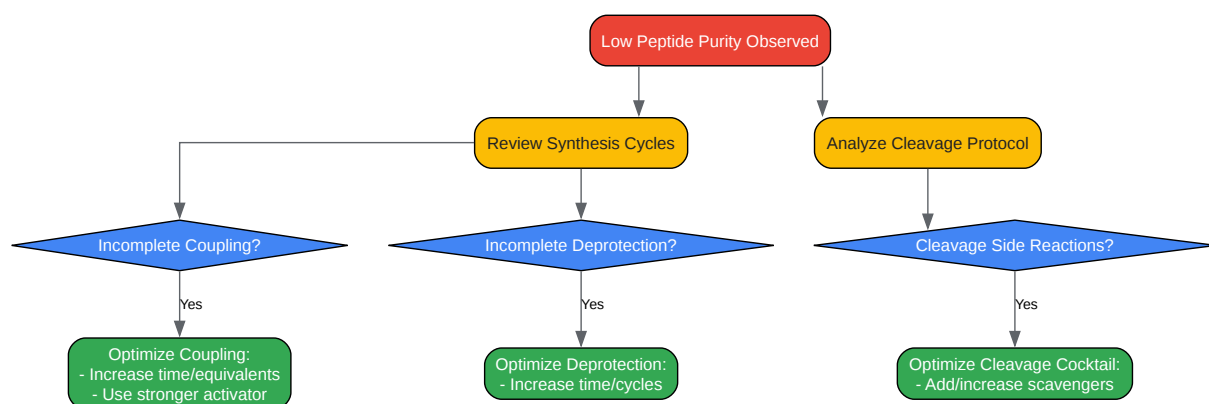 Low Peptide Purity Observed
Review Synthesis Cycles
Analyze Cleavage Protocol
Incomplete Coupling?
Incomplete Deprotection?
Cleavage Side Reactions?
Yes
Yes
Yes
Optimize Coupling:
- Increase time/equivalents
- Use stronger activator
Optimize Deprotection:
- Increase time/cycles
Optimize Cleavage Cocktail:
- Add/increase scavengers